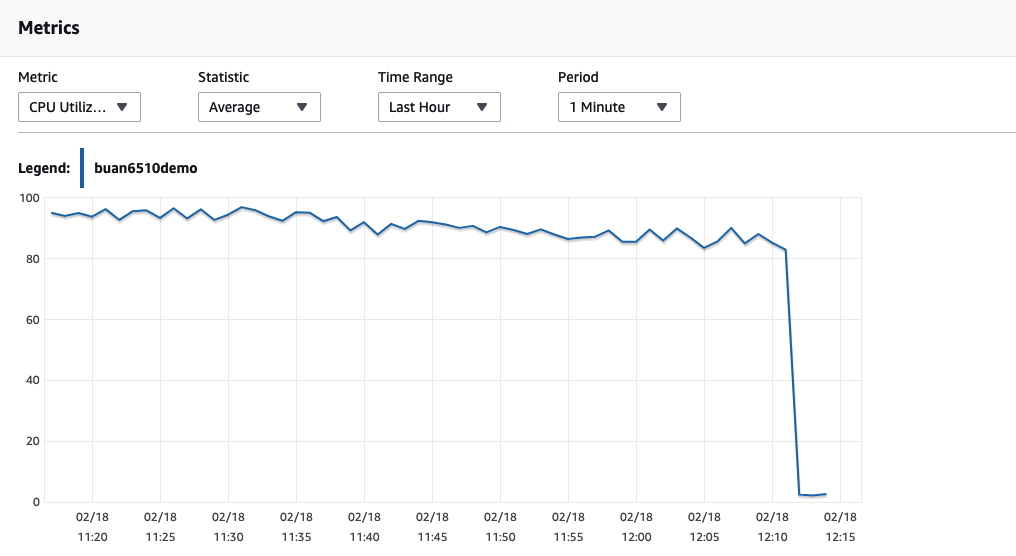 Metrics
Metric Statistic Time Range Period
CPU Utiliz... Average Last Hour 1 Minute
Legend: buan6510demo
100
80
60
40
20
0
02/18 02/18 02/18 02/18 02/18 02/18 02/18 02/18 02/18 02/18 02/18 02/18
11:20 11:25 11:30 11:35 11:40 11:45 11:50 11:55 12:00 12:05 12:10 12:15